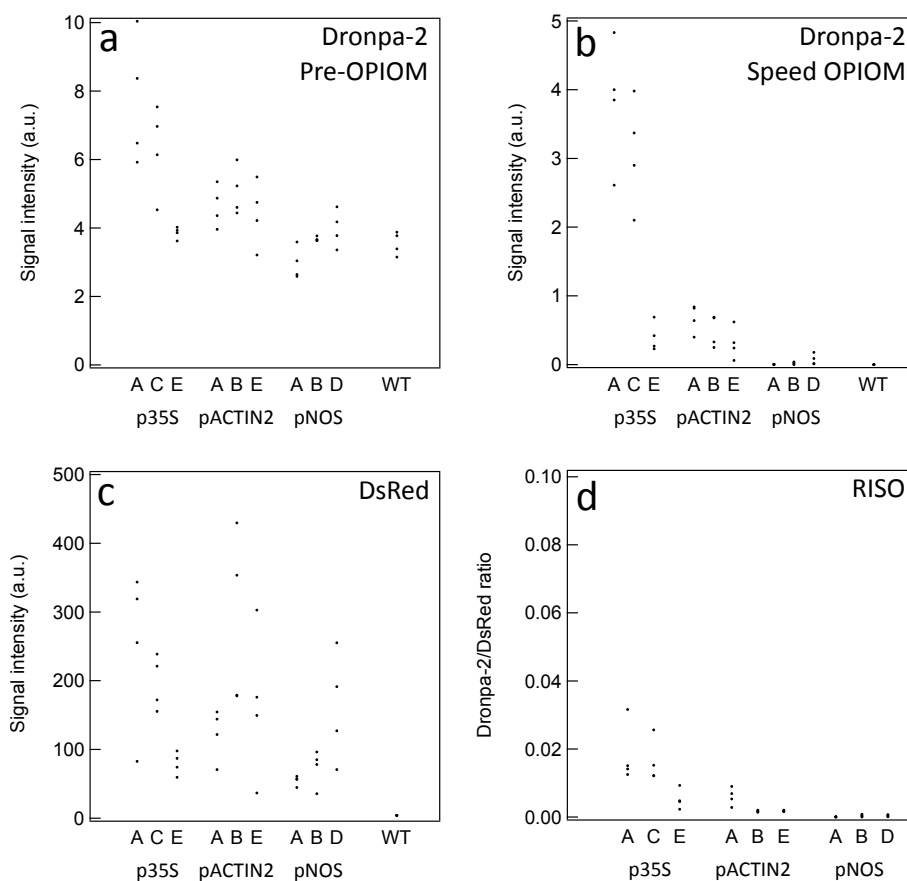 a
Dronpa-2
Pre-OPIOM
Signal intensity (a.u.)
10
8
6
4
2
0
A C E A B E A B D WT
p35S pACTIN2 pNOS
b
Dronpa-2
Speed OPIOM
Signal intensity (a.u.)
5
4
3
2
1
0
A C E A B E A B D WT
p35S pACTIN2 pNOS
c
DsRed
Signal intensity (a.u.)
500
400
300
200
100
0
A C E A B E A B D WT
p35S pACTIN2 pNOS
d
RISO
Dronpa-2/DsRed ratio
0.10
0.08
0.06
0.04
0.02
0.00
A C E A B E A B D
p35S pACTIN2 pNOS